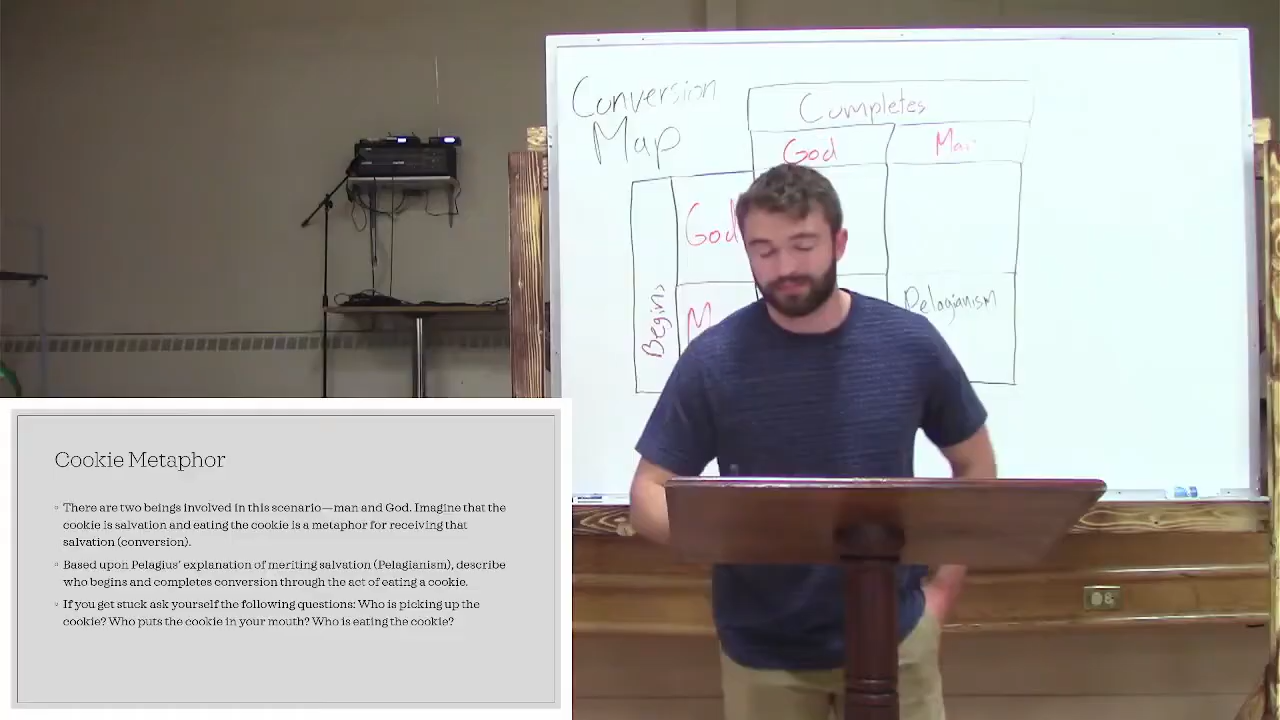 Conversion
Map
Completes
God
God
Begins
Pelagianism
Cookie Metaphor
There are two beings involved in this scenario—man and God. Imagine that the
cookie is salvation and eating the cookie is a metaphor for receiving that
salvation (conversion).
Based upon Pelagius’ explanation of meriting salvation (Pelagianism), describe
who begins and completes conversion through the act of eating a cookie.
If you get stuck ask yourself the following questions: Who is picking up the
cookie? Who puts the cookie in your mouth? Who is eating the cookie?